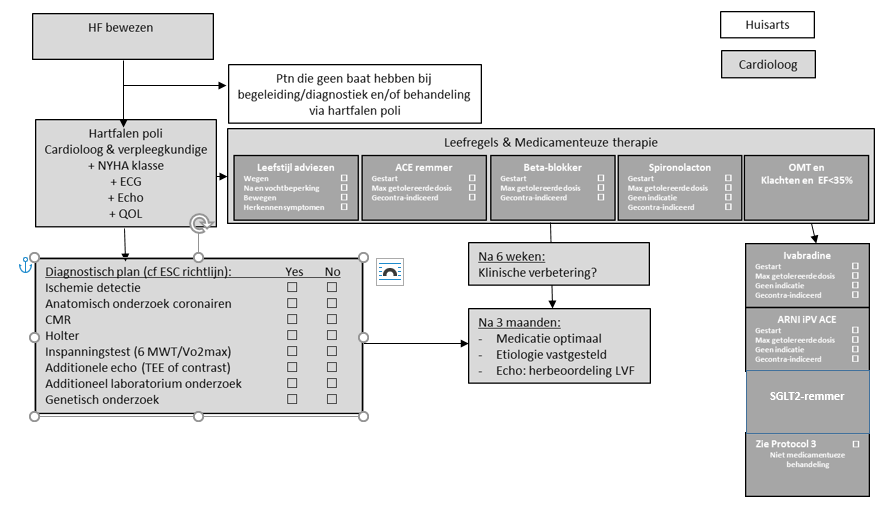 HF bewezen
Huisarts
Cardioloog
Ptn die geen baat hebben bij
begeleiding/diagnostiek en/of behandeling
via hartfalen poli
Hartfalen poli
Cardioloog & verpleegkundige
+ NYHA klasse
+ ECG
+ Echo
+ QOL
Leefregels & Medicamenteuze therapie
Leefstijl adviezen
Wegen ☐
Na en vochtbeperking ☐
Bewegen ☐
Herkennen symptomen ☐
ACE remmer
Gestart ☐
Max getolereerde dosis ☐
Gecontra-indiceerd ☐
Beta-blokker
Gestart ☐
Max getolereerde dosis ☐
Gecontra-indiceerd ☐
Spironolacton
Gestart ☐
Max getolereerde dosis ☐
Geen indicatie ☐
Gecontra-indiceerd ☐
OMT en
Klachten en EF<35%
Diagnostisch plan (cf ESC richtlijn): Yes No
Ischemie detectie ☐ ☐
Anatomisch onderzoek coronairen ☐ ☐
CMR ☐ ☐
Holter ☐ ☐
Inspanningstest (6 MWT/Vo2max) ☐ ☐
Additionele echo (TEE of contrast) ☐ ☐
Additioneel laboratorium onderzoek ☐ ☐
Genetisch onderzoek ☐ ☐
Na 6 weken:
Klinische verbetering?
Na 3 maanden:
- Medicatie optimaal
- Etiologie vastgesteld
- Echo: herbeoordeling LVF
Ivabradine
Gestart ☐
Max getolereerde dosis ☐
Geen indicatie ☐
Gecontra-indiceerd ☐
ARNI iPV ACE
Gestart ☐
Max getolereerde dosis ☐
Geen indicatie ☐
Gecontra-indiceerd ☐
SGLT2-remmer
Zie Protocol 3 ☐
Niet medicamentueze
behandeling